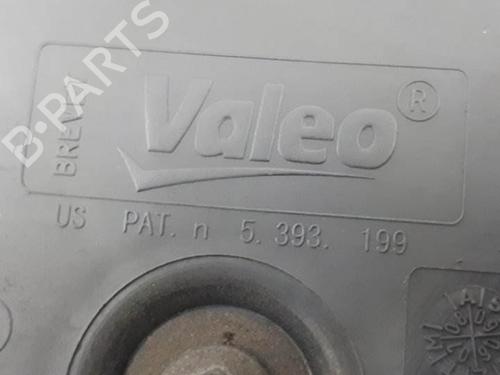 B-PARTS
BREV.
Valeo ®
US PAT. n 5. 393. 199